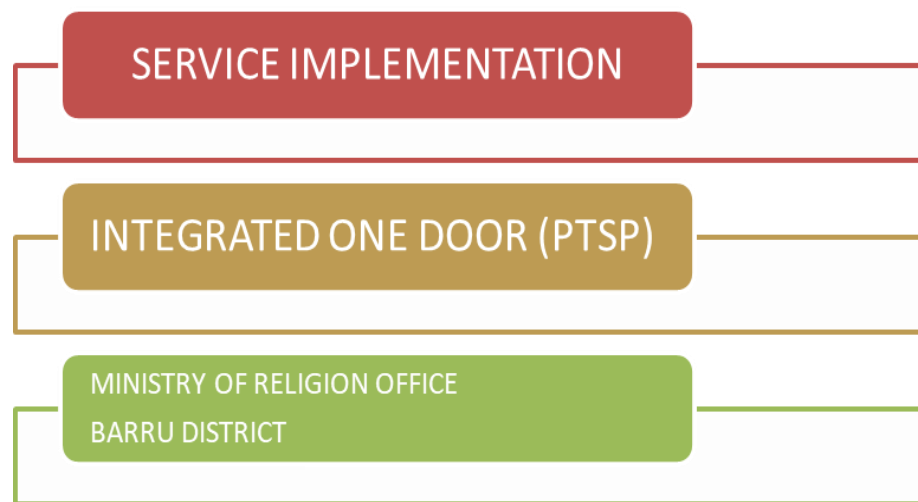 SERVICE IMPLEMENTATION
INTEGRATED ONE DOOR (PTSP)
MINISTRY OF RELIGION OFFICE
BARRU DISTRICT